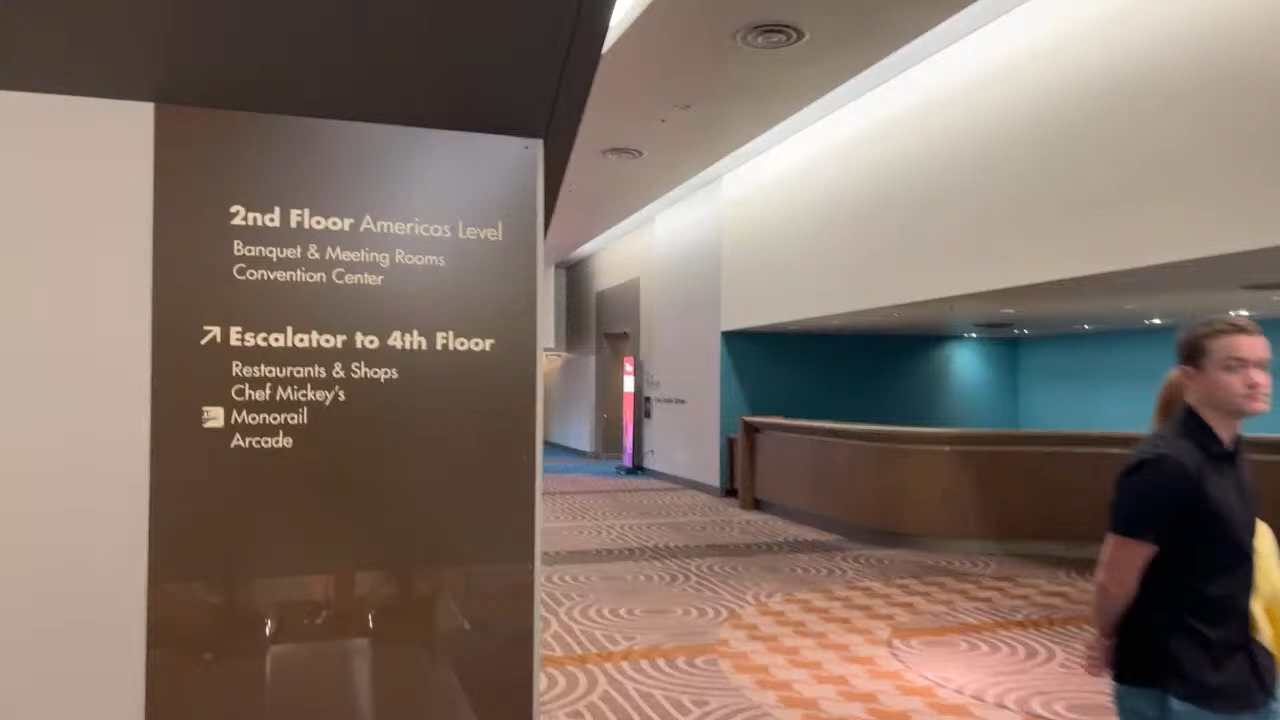 2nd Floor Americas Level
Banquet & Meeting Rooms
Convention Center
Escalator to 4th Floor
Restaurants & Shops
Chef Mickey's
Monorail
Arcade